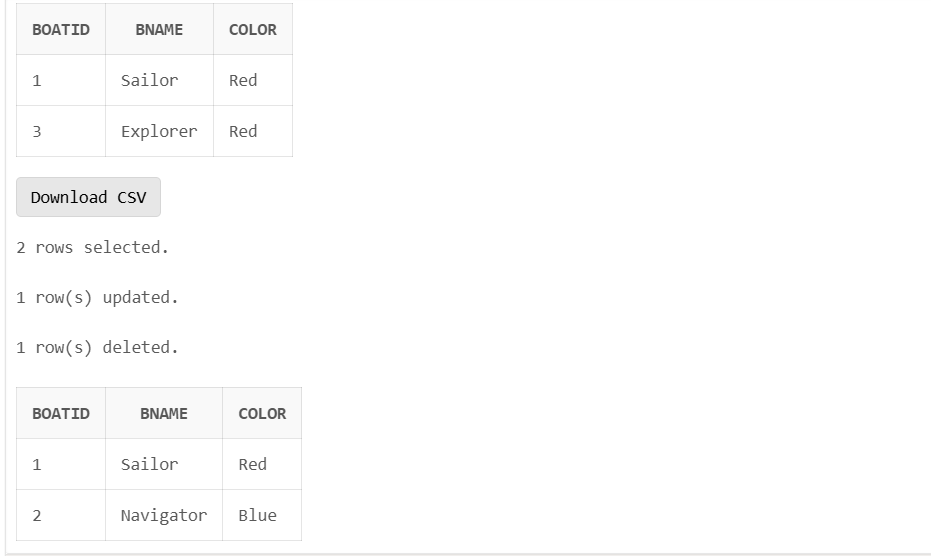 BOATID BNAME COLOR
1 Sailor Red
3 Explorer Red
Download CSV
2 rows selected.
1 row(s) updated.
1 row(s) deleted.
BOATID BNAME COLOR
1 Sailor Red
2 Navigator Blue